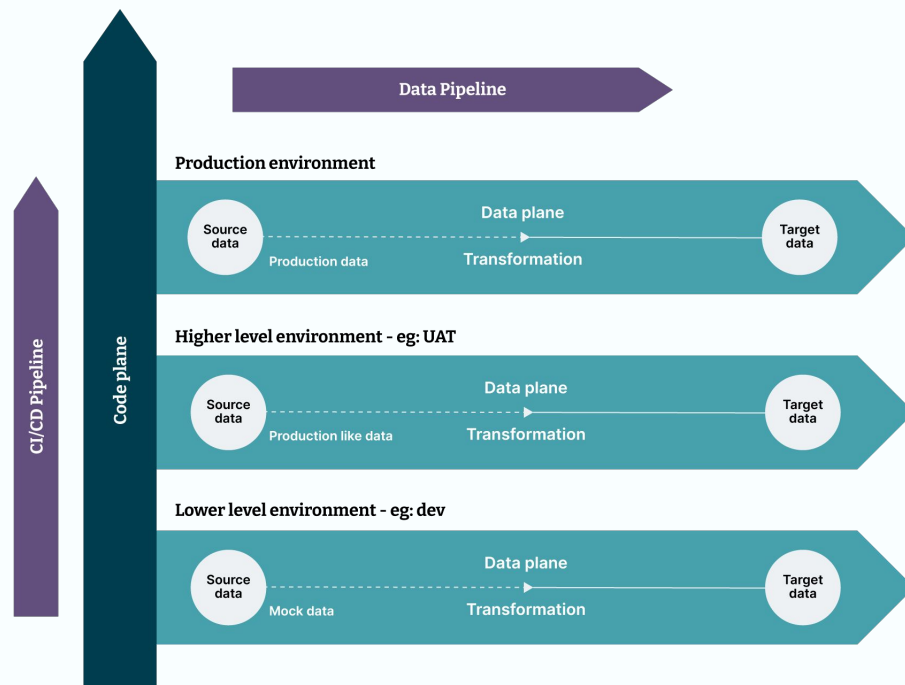 Data Pipeline
CI/CD Pipeline
Code plane
Production environment
Source
data
Production data
Data plane
Transformation
Target
data
Higher level environment - eg: UAT
Source
data
Production like data
Data plane
Transformation
Target
data
Lower level environment - eg: dev
Source
data
Mock data
Data plane
Transformation
Target
data